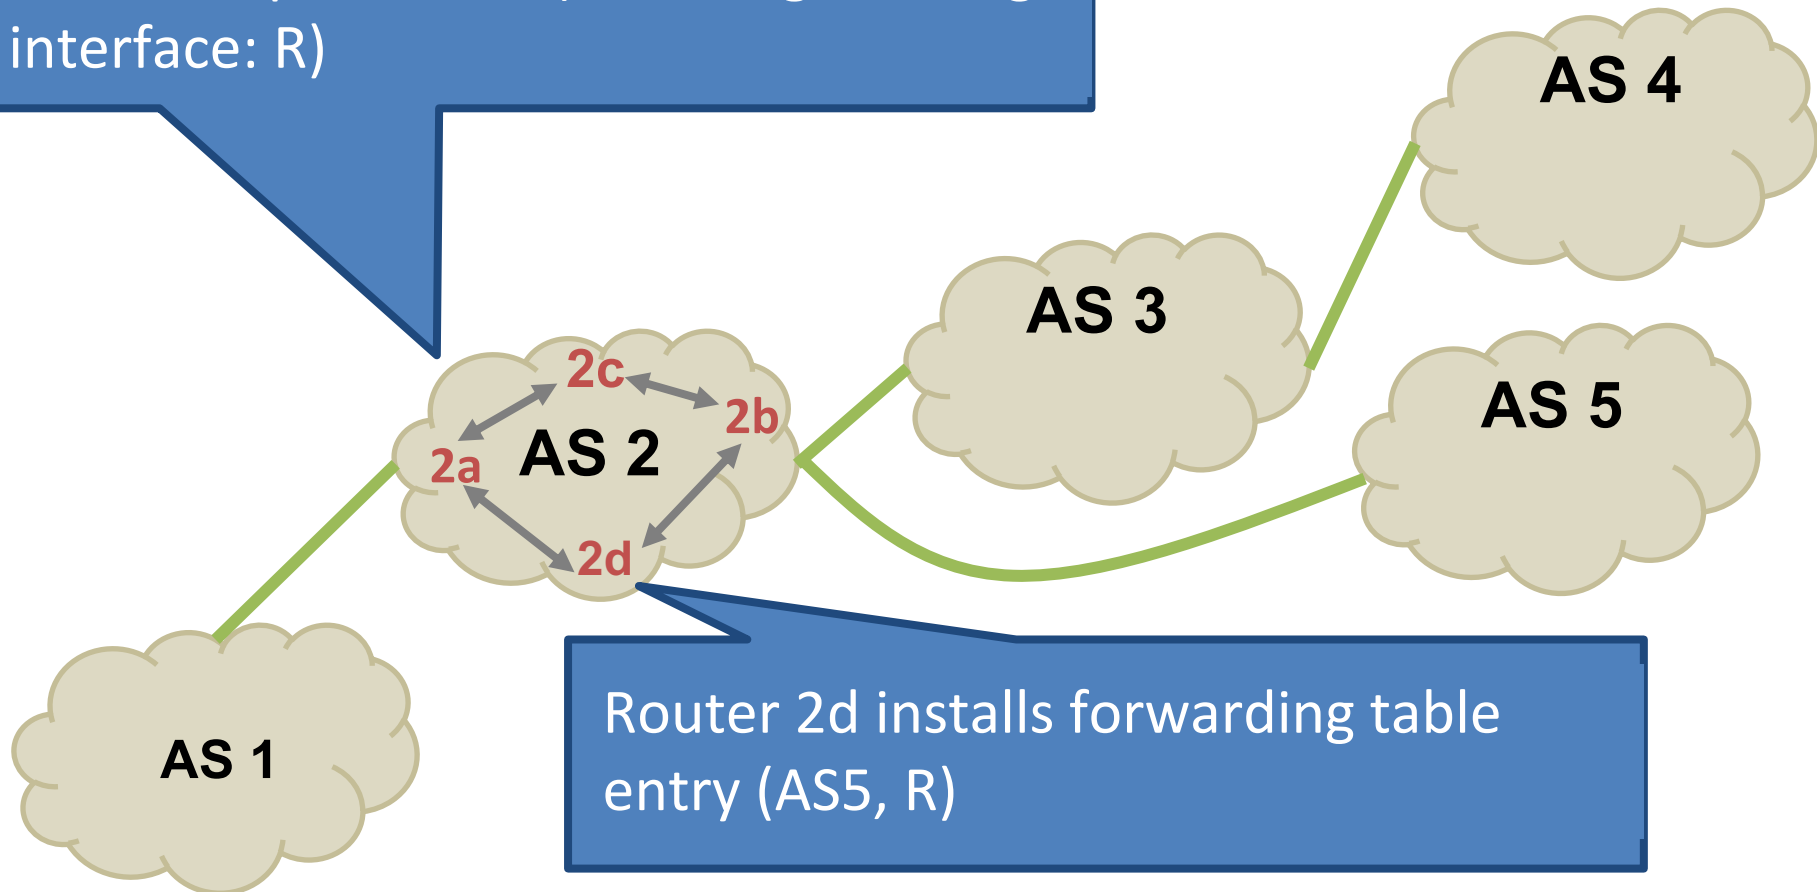 interface: R)
AS 4
AS 3
2c
AS 5
2b
AS 2
2a
2d
Router 2d installs forwarding table
entry (AS5, R)
AS 1